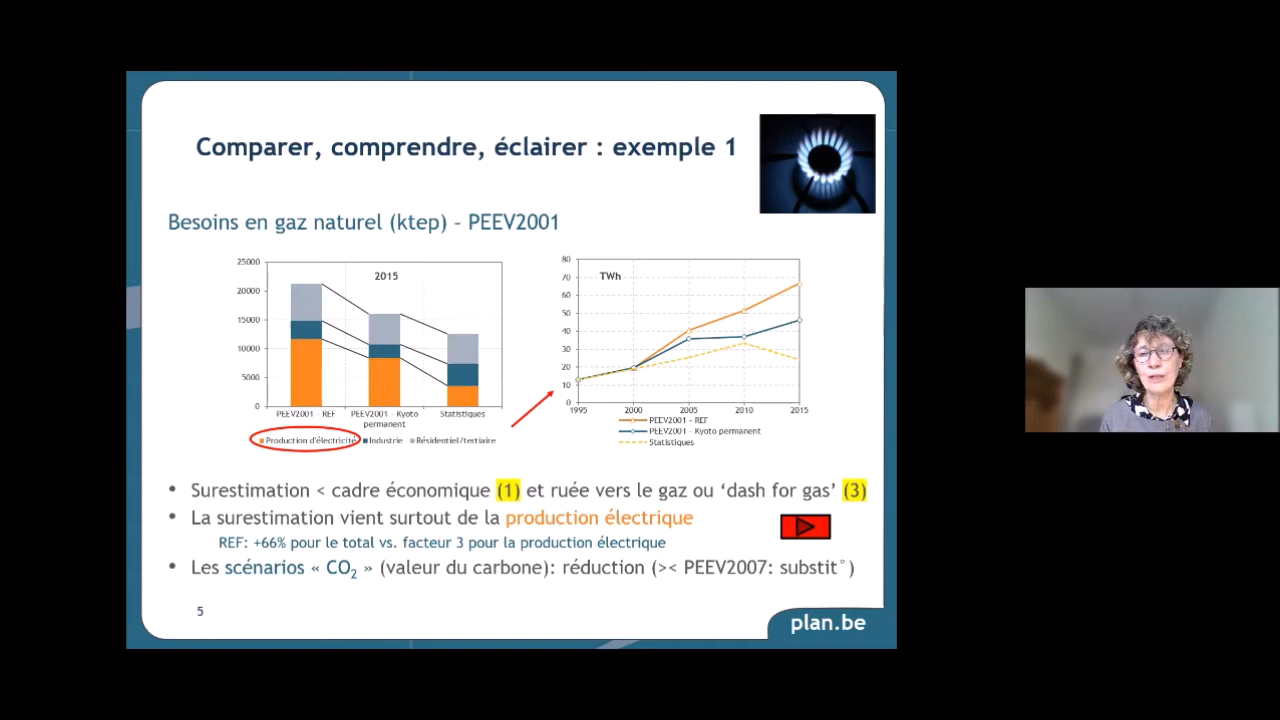 Comparer, comprendre, éclairer : exemple 1
Besoins en gaz naturel (ktep) – PEEV2001
25000
20000
15000
10000
5000
0
2015
PEEV2001 - REF
PEEV2001 - Kyoto permanent
Statistiques
Production d'électricité
Industrie
Résidentiel/tertiaire
80
70
60
50
40
30
20
10
0
TWh
1995 2000 2005 2010 2015
PEEV2001 - REF
PEEV2001 - Kyoto permanent
Statistiques
• Surestimation < cadre économique (1) et ruée vers le gaz ou ‘dash for gas’ (3)
• La surestimation vient surtout de la production électrique
REF: +66% pour le total vs. facteur 3 pour la production électrique
• Les scénarios « CO₂ » (valeur du carbone): réduction (>< PEEV2007: substit°)
5
plan.be